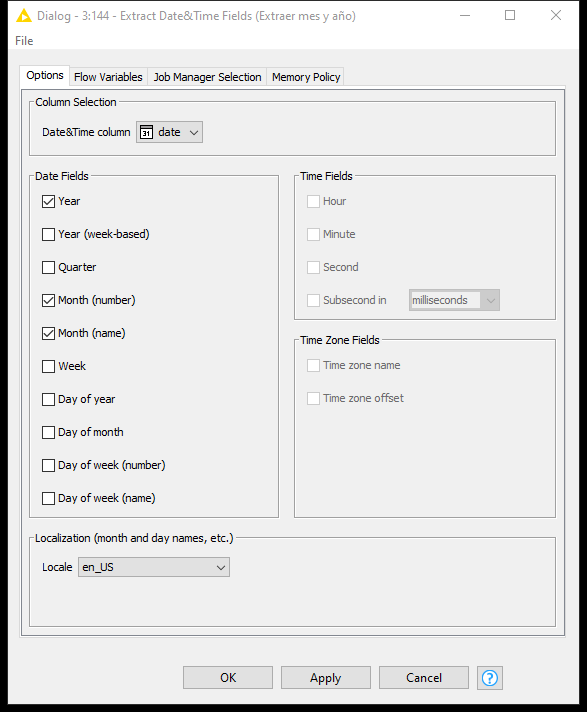 Dialog - 3:144 - Extract Date&Time Fields (Extraer mes y año)
File
Options Flow Variables Job Manager Selection Memory Policy
Column Selection
Date&Time column 31 date
Date Fields
Year
Year (week-based)
Quarter
Month (number)
Month (name)
Week
Day of year
Day of month
Day of week (number)
Day of week (name)
Time Fields
Hour
Minute
Second
Subsecond in milliseconds
Time Zone Fields
Time zone name
Time zone offset
Localization (month and day names, etc.)
Locale en_US
OK Apply Cancel ?